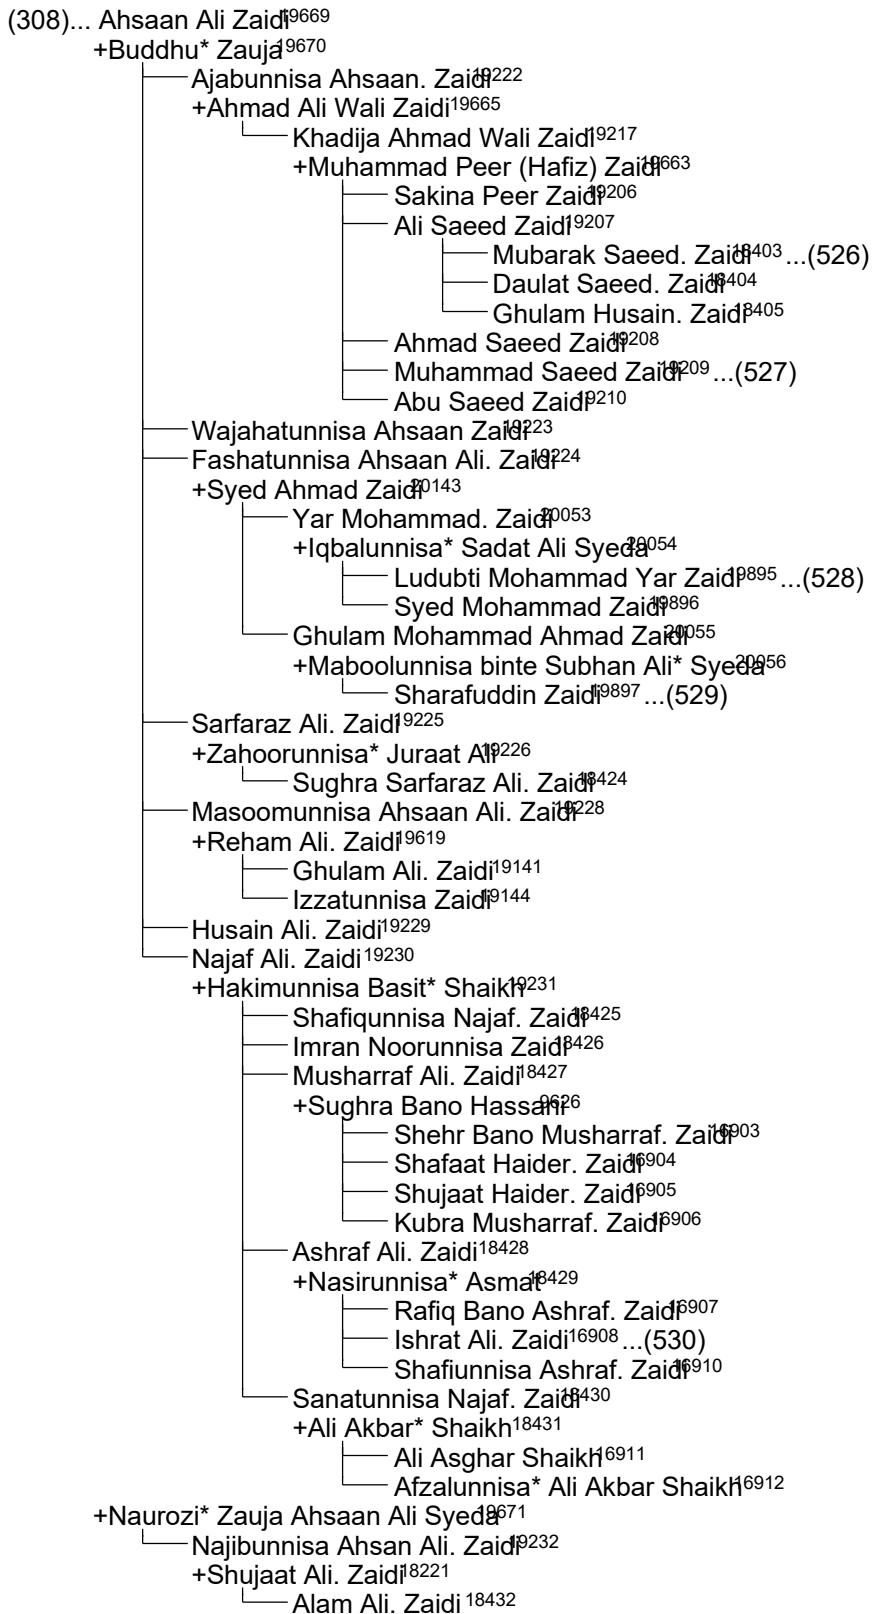 (308)... Ahsaan Ali Zaidi19669
+Buddhu* Zauja19670
Ajabunnisa Ahsaan. Zaidi19222
+Ahmad Ali Wali Zaidi19665
Khadija Ahmad Wali Zaidi19217
+Muhammad Peer (Hafiz) Zaidi19663
Sakina Peer Zaidi19206
Ali Saeed Zaidi19207
Mubarak Saeed. Zaidi18403 ...(526)
Daulat Saeed. Zaidi18404
Ghulam Husain. Zaidi18405
Ahmad Saeed Zaidi19208
Muhammad Saeed Zaidi19209 ...(527)
Abu Saeed Zaidi19210
Wajahatunnisa Ahsaan Zaidi19223
Fashatunnisa Ahsaan Ali. Zaidi19224
+Syed Ahmad Zaidi20143
Yar Mohammad. Zaidi20053
+Iqbalunnisa* Sadat Ali Syeda20054
Ludubti Mohammad Yar Zaidi19895 ...(528)
Syed Mohammad Zaidi19896
Ghulam Mohammad Ahmad Zaidi20055
+Maboolunnisa binte Subhan Ali* Syeda20056
Sharafuddin Zaidi19897 ...(529)
Sarfaraz Ali. Zaidi19225
+Zahoorunnisa* Juraat Ali19226
Sughra Sarfaraz Ali. Zaidi18424
Masoomunnisa Ahsaan Ali. Zaidi19228
+Reham Ali. Zaidi19619
Ghulam Ali. Zaidi19141
Izzatunnisa Zaidi19144
Husain Ali. Zaidi19229
Najaf Ali. Zaidi19230
+Hakimunnisa Basit* Shaikh19231
Shafiqunnisa Najaf. Zaidi18425
Imran Noorunnisa Zaidi18426
Musharraf Ali. Zaidi18427
+Sughra Bano Hassani9626
Shehr Bano Musharraf. Zaidi16903
Shafaat Haider. Zaidi16904
Shujaat Haider. Zaidi16905
Kubra Musharraf. Zaidi16906
Ashraf Ali. Zaidi18428
+Nasirunnisa* Asmat18429
Rafiq Bano Ashraf. Zaidi16907
Ishrat Ali. Zaidi16908 ...(530)
Shafiunnisa Ashraf. Zaidi16910
Sanatunnisa Najaf. Zaidi18430
+Ali Akbar* Shaikh18431
Ali Asghar Shaikh16911
Afzalunnisa* Ali Akbar Shaikh16912
+Naurozi* Zauja Ahsaan Ali Syeda19671
Najibunnisa Ahsan Ali. Zaidi19232
+Shujaat Ali. Zaidi18221
Alam Ali. Zaidi18432